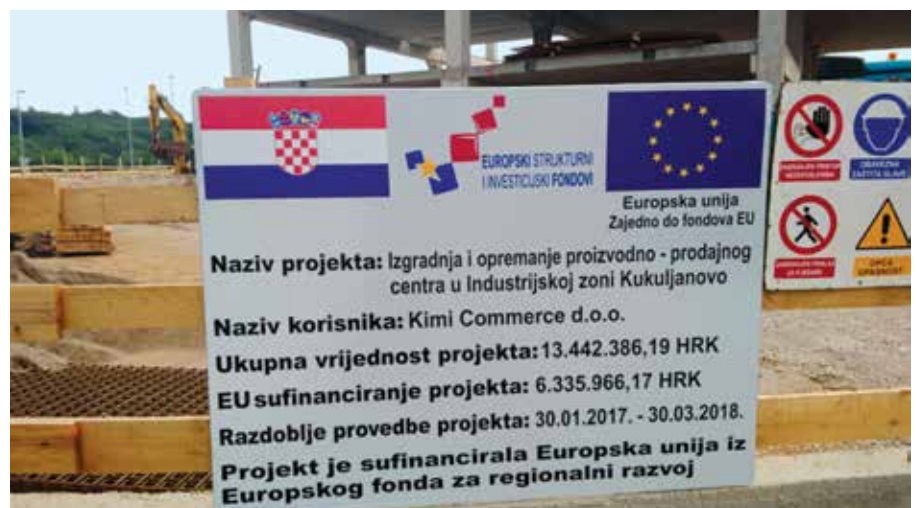 EUROPSKI STRUKTURNI
I INVESTICIJSKI FONDOVI
Europska unija
Zajedno do fondova EU
Naziv projekta: Izgradnja i opremanje proizvodno - prodajnog
centra u Industrijskoj zoni Kukuljanovo
Naziv korisnika: Kimi Commerce d.o.o.
Ukupna vrijednost projekta: 13.442.386,19 HRK
EU sufinanciranje projekta: 6.335.966,17 HRK
Razdoblje provedbe projekta: 30.01.2017. - 30.03.2018.
Projekt je sufinancirala Europska unija iz
Europskog fonda za regionalni razvoj
OBAVEZNA
ZAŠTITA GLAVE
OPĆA
OPASNOST